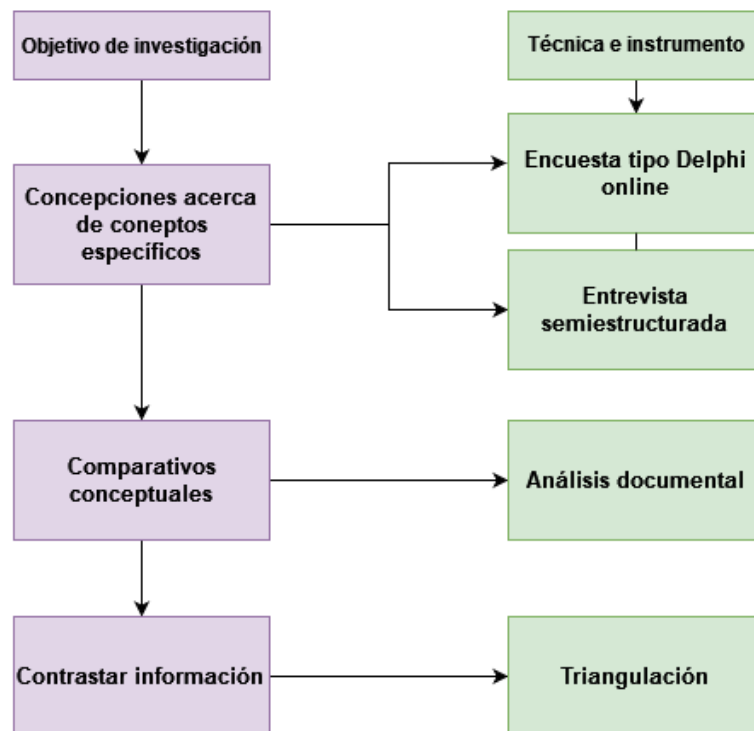 Objetivo de investigación
Técnica e instrumento
Concepciones acerca
de coneptos
específicos
Encuesta tipo Delphi
online
Entrevista
semiestructurada
Comparativos
conceptuales
Análisis documental
Contrastar información
Triangulación